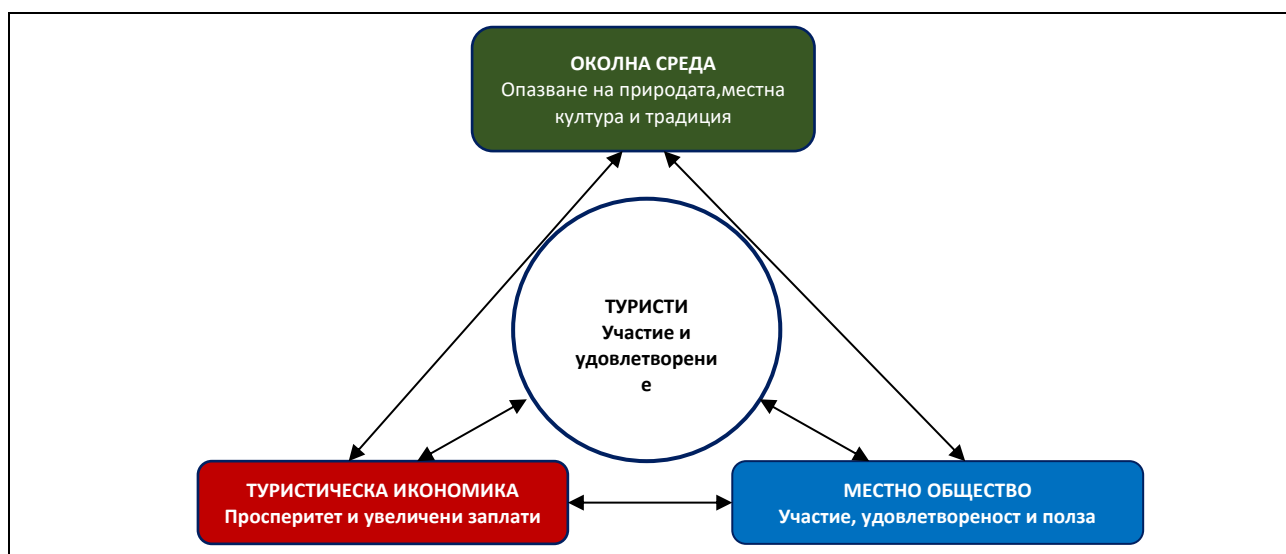 ОКОЛНА СРЕДА
Опазване на природата,местна
култура и традиция
ТУРИСТИ
Участие и
удовлетворени
е
ТУРИСТИЧЕСКА ИКОНОМИКА
Просперитет и увеличени заплати
МЕСТНО ОБЩЕСТВО
Участие, удовлетвореност и полза